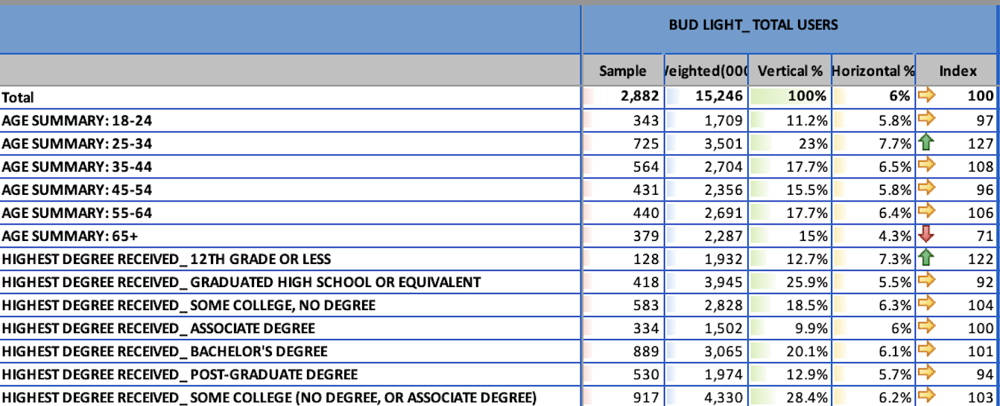 BUD LIGHT_ TOTAL USERS
Sample Weighted(000 Vertical % Horizontal % Index
Total 2,882 15,246 100% 6% 100
AGE SUMMARY: 18-24 343 1,709 11.2% 5.8% 97
AGE SUMMARY: 25-34 725 3,501 23% 7.7% 127
AGE SUMMARY: 35-44 564 2,704 17.7% 6.5% 108
AGE SUMMARY: 45-54 431 2,356 15.5% 5.8% 96
AGE SUMMARY: 55-64 440 2,691 17.7% 6.4% 106
AGE SUMMARY: 65+ 379 2,287 15% 4.3% 71
HIGHEST DEGREE RECEIVED_ 12TH GRADE OR LESS 128 1,932 12.7% 7.3% 122
HIGHEST DEGREE RECEIVED_ GRADUATED HIGH SCHOOL OR EQUIVALENT 418 3,945 25.9% 5.5% 92
HIGHEST DEGREE RECEIVED_ SOME COLLEGE, NO DEGREE 583 2,828 18.5% 6.3% 104
HIGHEST DEGREE RECEIVED_ ASSOCIATE DEGREE 334 1,502 9.9% 6% 100
HIGHEST DEGREE RECEIVED_ BACHELOR'S DEGREE 889 3,065 20.1% 6.1% 101
HIGHEST DEGREE RECEIVED_ POST-GRADUATE DEGREE 530 1,974 12.9% 5.7% 94
HIGHEST DEGREE RECEIVED_ SOME COLLEGE (NO DEGREE, OR ASSOCIATE DEGREE) 917 4,330 28.4% 6.2% 103